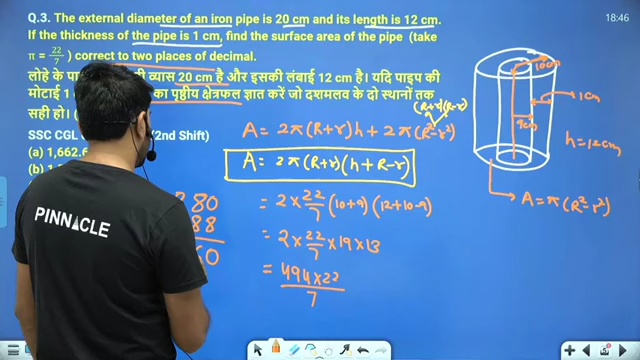 Q.3. The external diameter of an iron pipe is 20 cm and its length is 12 cm.
18:46
If the thickness of the pipe is 1 cm, find the surface area of the pipe (take
π = 22/7 ) correct to two places of decimal.
लोहे के पा व्यास 20 cm है और इसकी लंबाई 12 cm है। यदि पाइप की
मोटाई 1 का पृष्ठीय क्षेत्रफल ज्ञात करें जो दशमलव के दो स्थानों तक
सही हो। (
SSC CGL (2nd Shift)
(a) 1,662.6
(b) 1,
(R+r)(R-r)
A = 2π(R+r)h + 2π(R²-r²)
A = 2π(R+r)(h+R-r)
= 2 × 22/7 (10+9)(12+10-9)
= 2 × 22/7 × 19 × 13
= 494×22/7
80
88
60
10cm
1cm
9cm
h=12cm
A = π(R²-r²)
PINNACLE